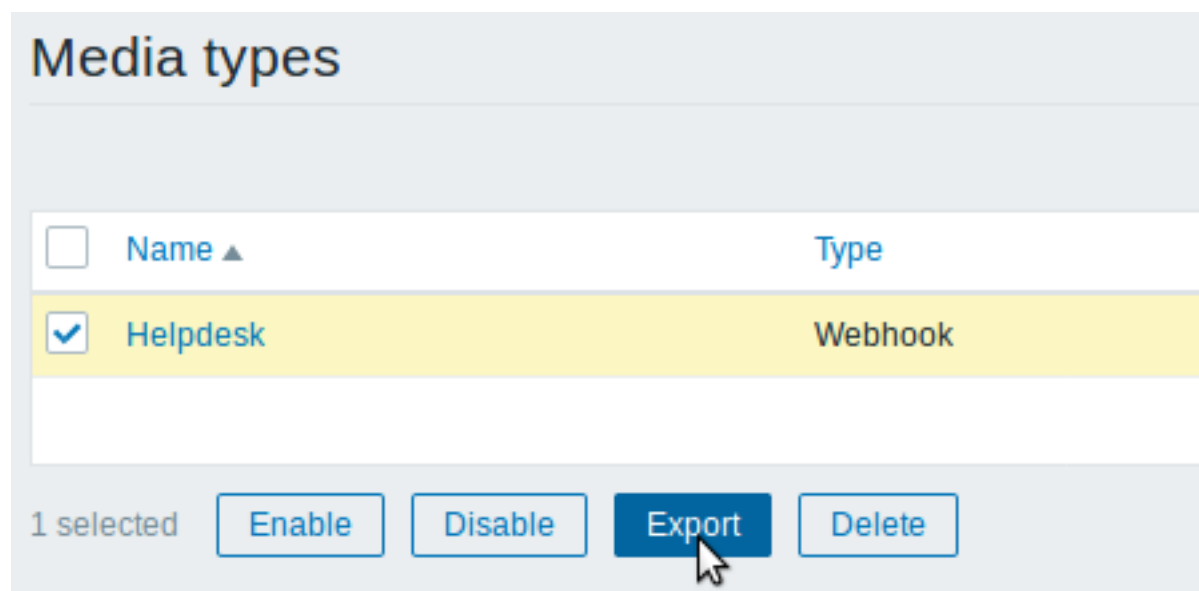 Media types
Name ▲ Type
Helpdesk Webhook
1 selected Enable Disable Export Delete